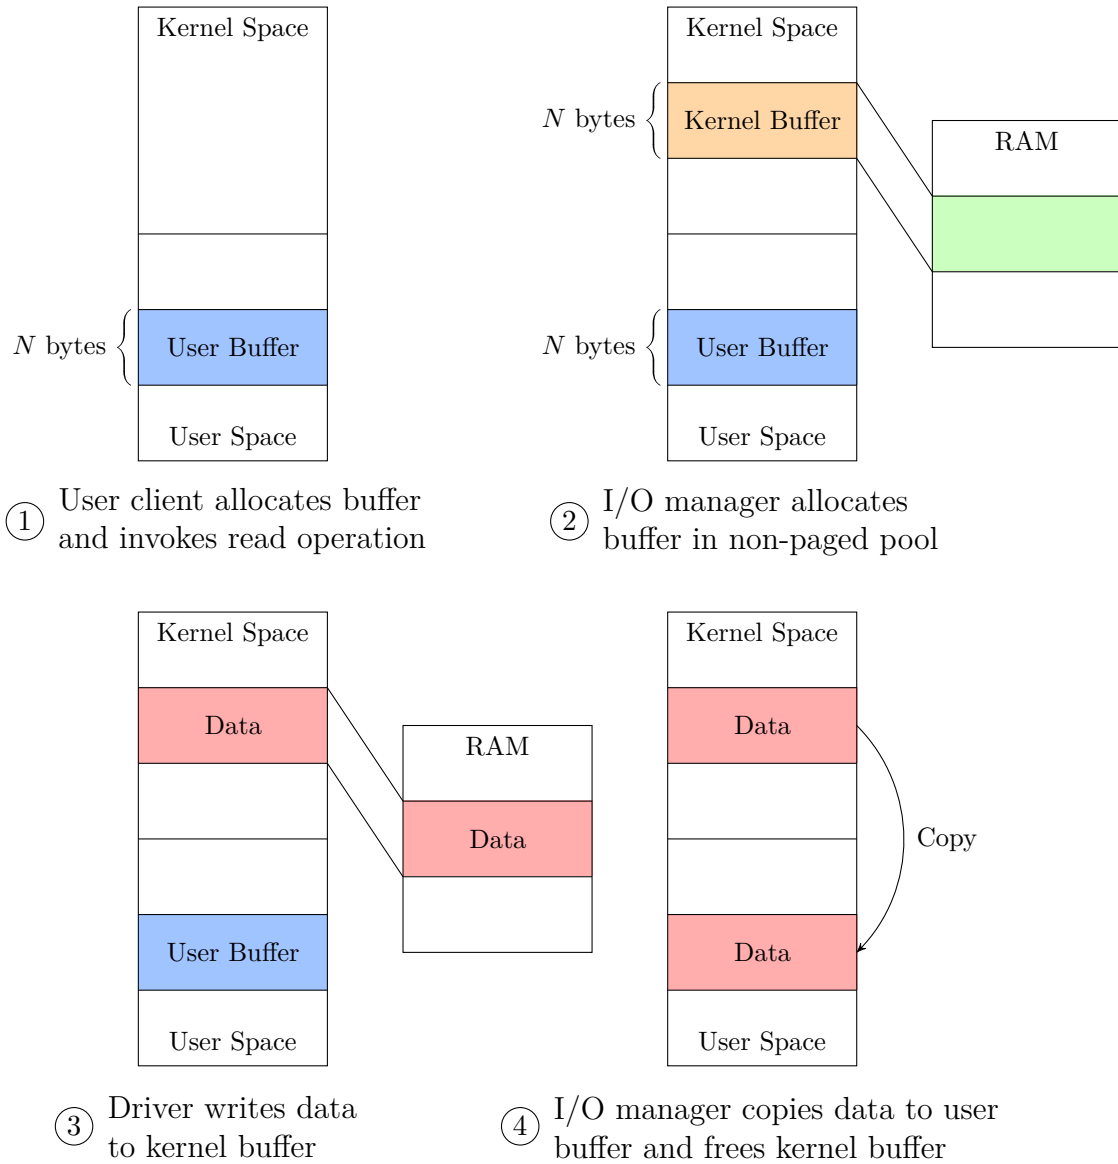 Kernel Space
N bytes
User Buffer
User Space
1 User client allocates buffer
and invokes read operation
Kernel Space
N bytes
Kernel Buffer
RAM
N bytes
User Buffer
User Space
2 I/O manager allocates
buffer in non-paged pool
Kernel Space
Data
RAM
Data
User Buffer
User Space
3 Driver writes data
to kernel buffer
Kernel Space
Data
Copy
Data
User Space
4 I/O manager copies data to user
buffer and frees kernel buffer